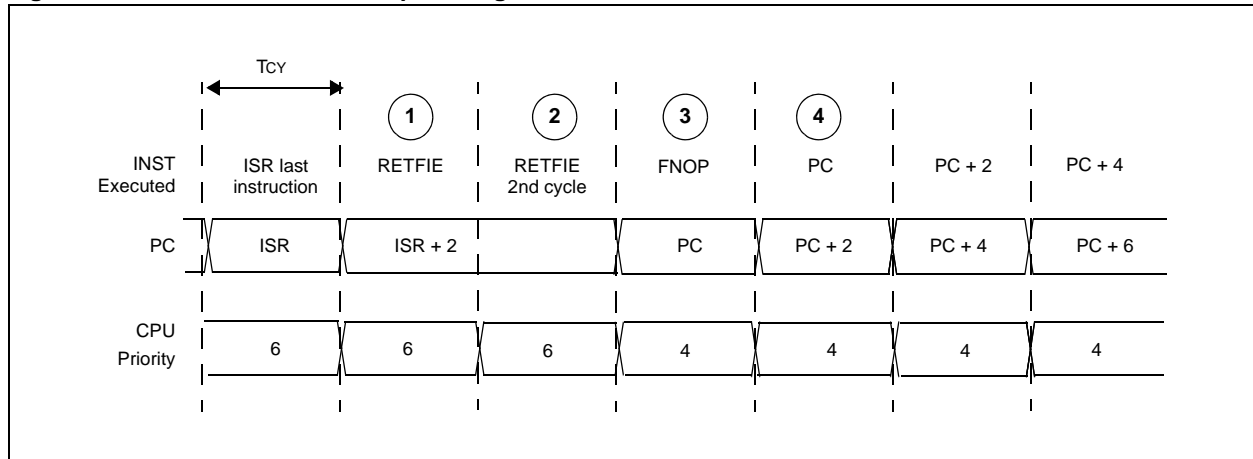 TCY
1 2 3 4
INST Executed ISR last instruction RETFIE RETFIE 2nd cycle FNOP PC PC + 2 PC + 4
PC ISR ISR + 2 PC PC + 2 PC + 4 PC + 6
CPU Priority 6 6 6 4 4 4 4